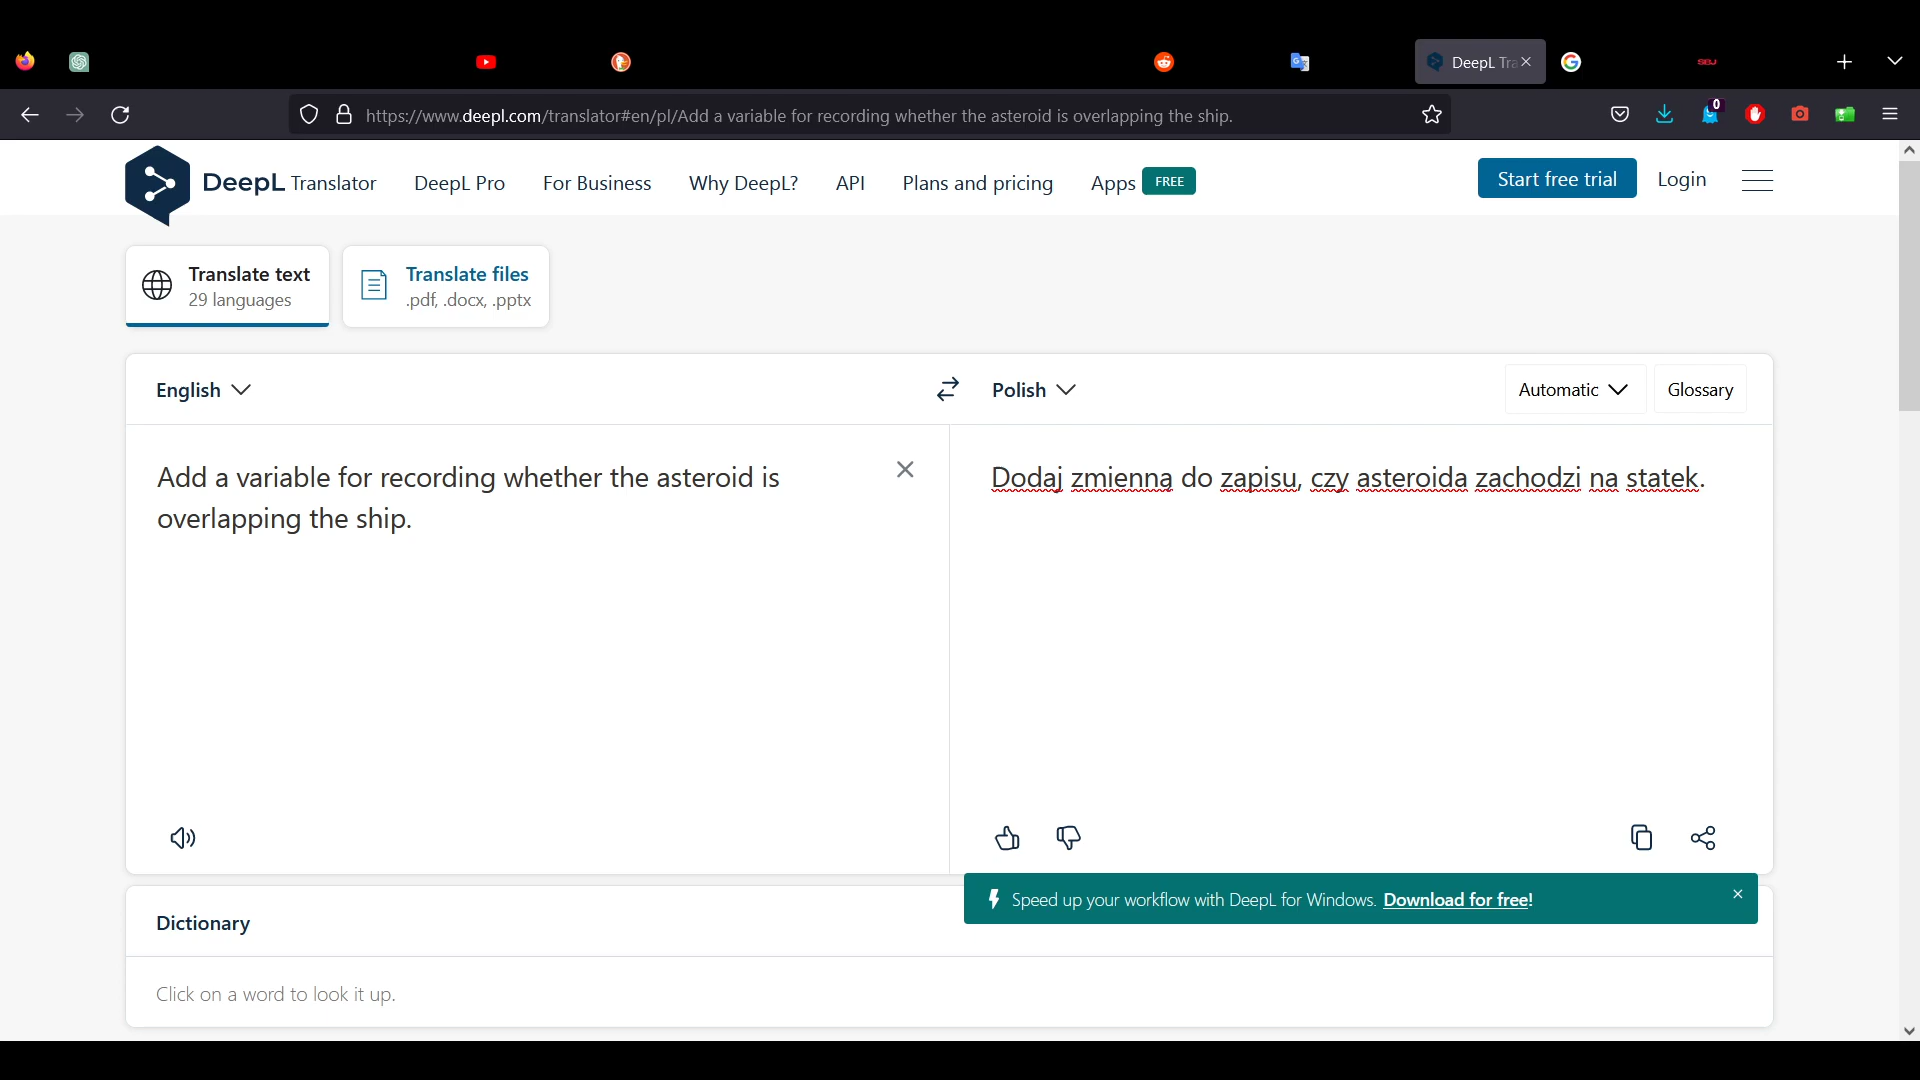 DeepL Tra
SBJ
0
https://www.deepl.com/translator#en/pl/Add a variable for recording whether the asteroid is overlapping the ship.
DeepL Translator DeepL Pro For Business Why DeepL? API Plans and pricing Apps FREE Start free trial Login
Translate text
29 languages
Translate files
.pdf, .docx, .pptx
English
Polish
Automatic
Glossary
Add a variable for recording whether the asteroid is
overlapping the ship.
Dodaj zmienną do zapisu, czy asteroida zachodzi na statek.
Speed up your workflow with DeepL for Windows. Download for free!
Dictionary
Click on a word to look it up.